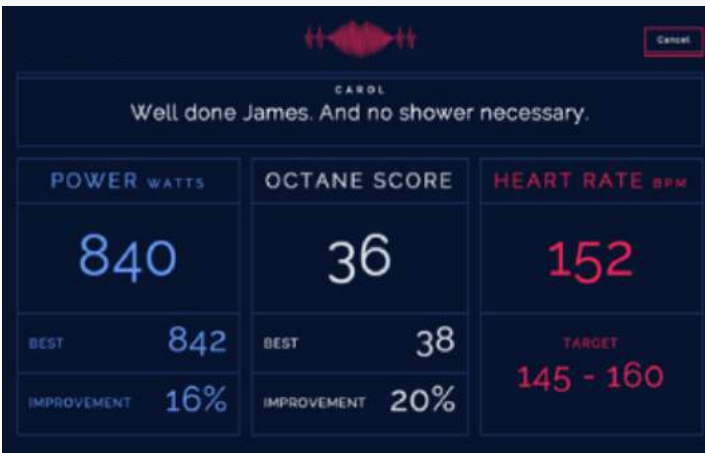 Cancel
CAROL
Well done James. And no shower necessary.
POWER WATTS
OCTANE SCORE
HEART RATE BPM
840
36
152
BEST 842
BEST 38
TARGET
145 - 160
IMPROVEMENT 16%
IMPROVEMENT 20%